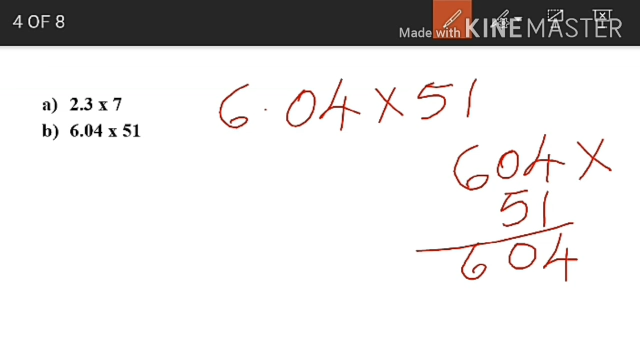 4 OF 8
Made with KINEMASTER
a) 2.3 x 7
b) 6.04 x 51
6.04 × 51
604 ×
51
604